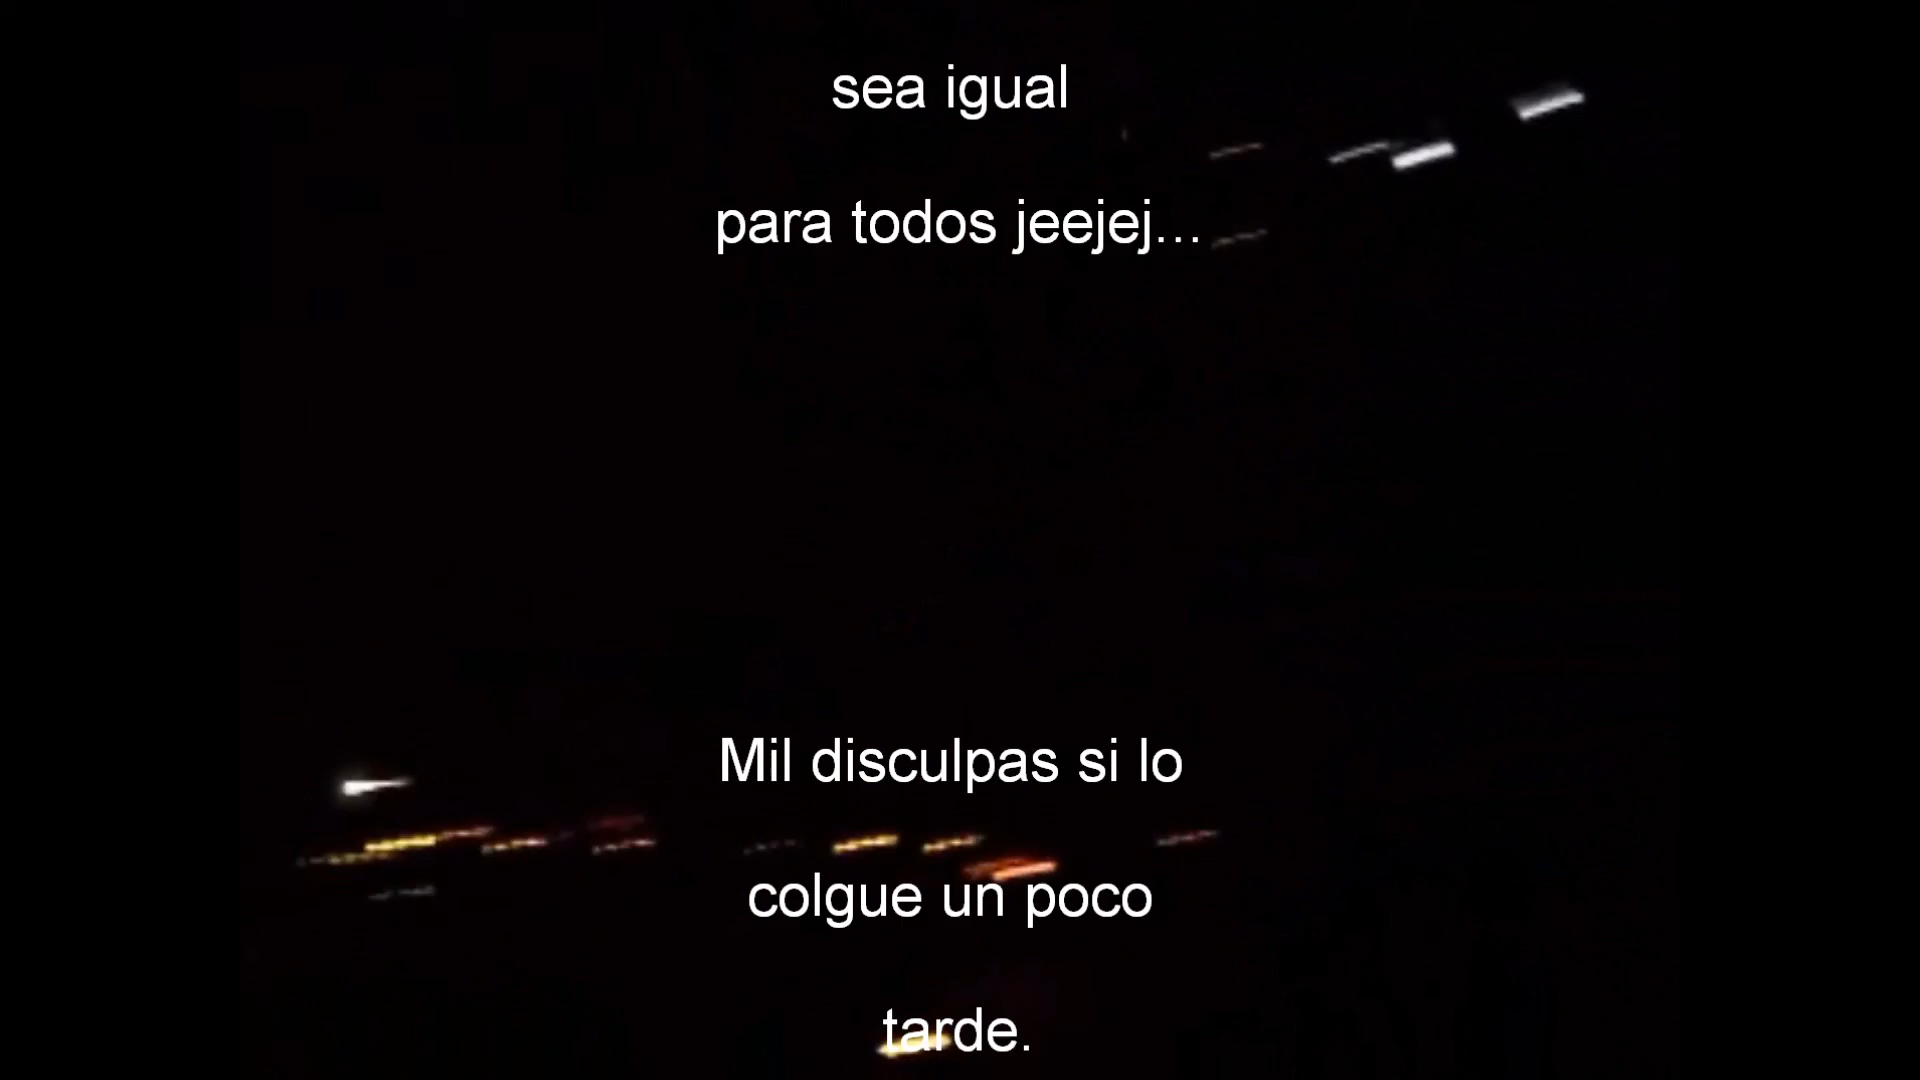 sea igual
para todos jeejej...
Mil disculpas si lo
colgue un poco
tarde.